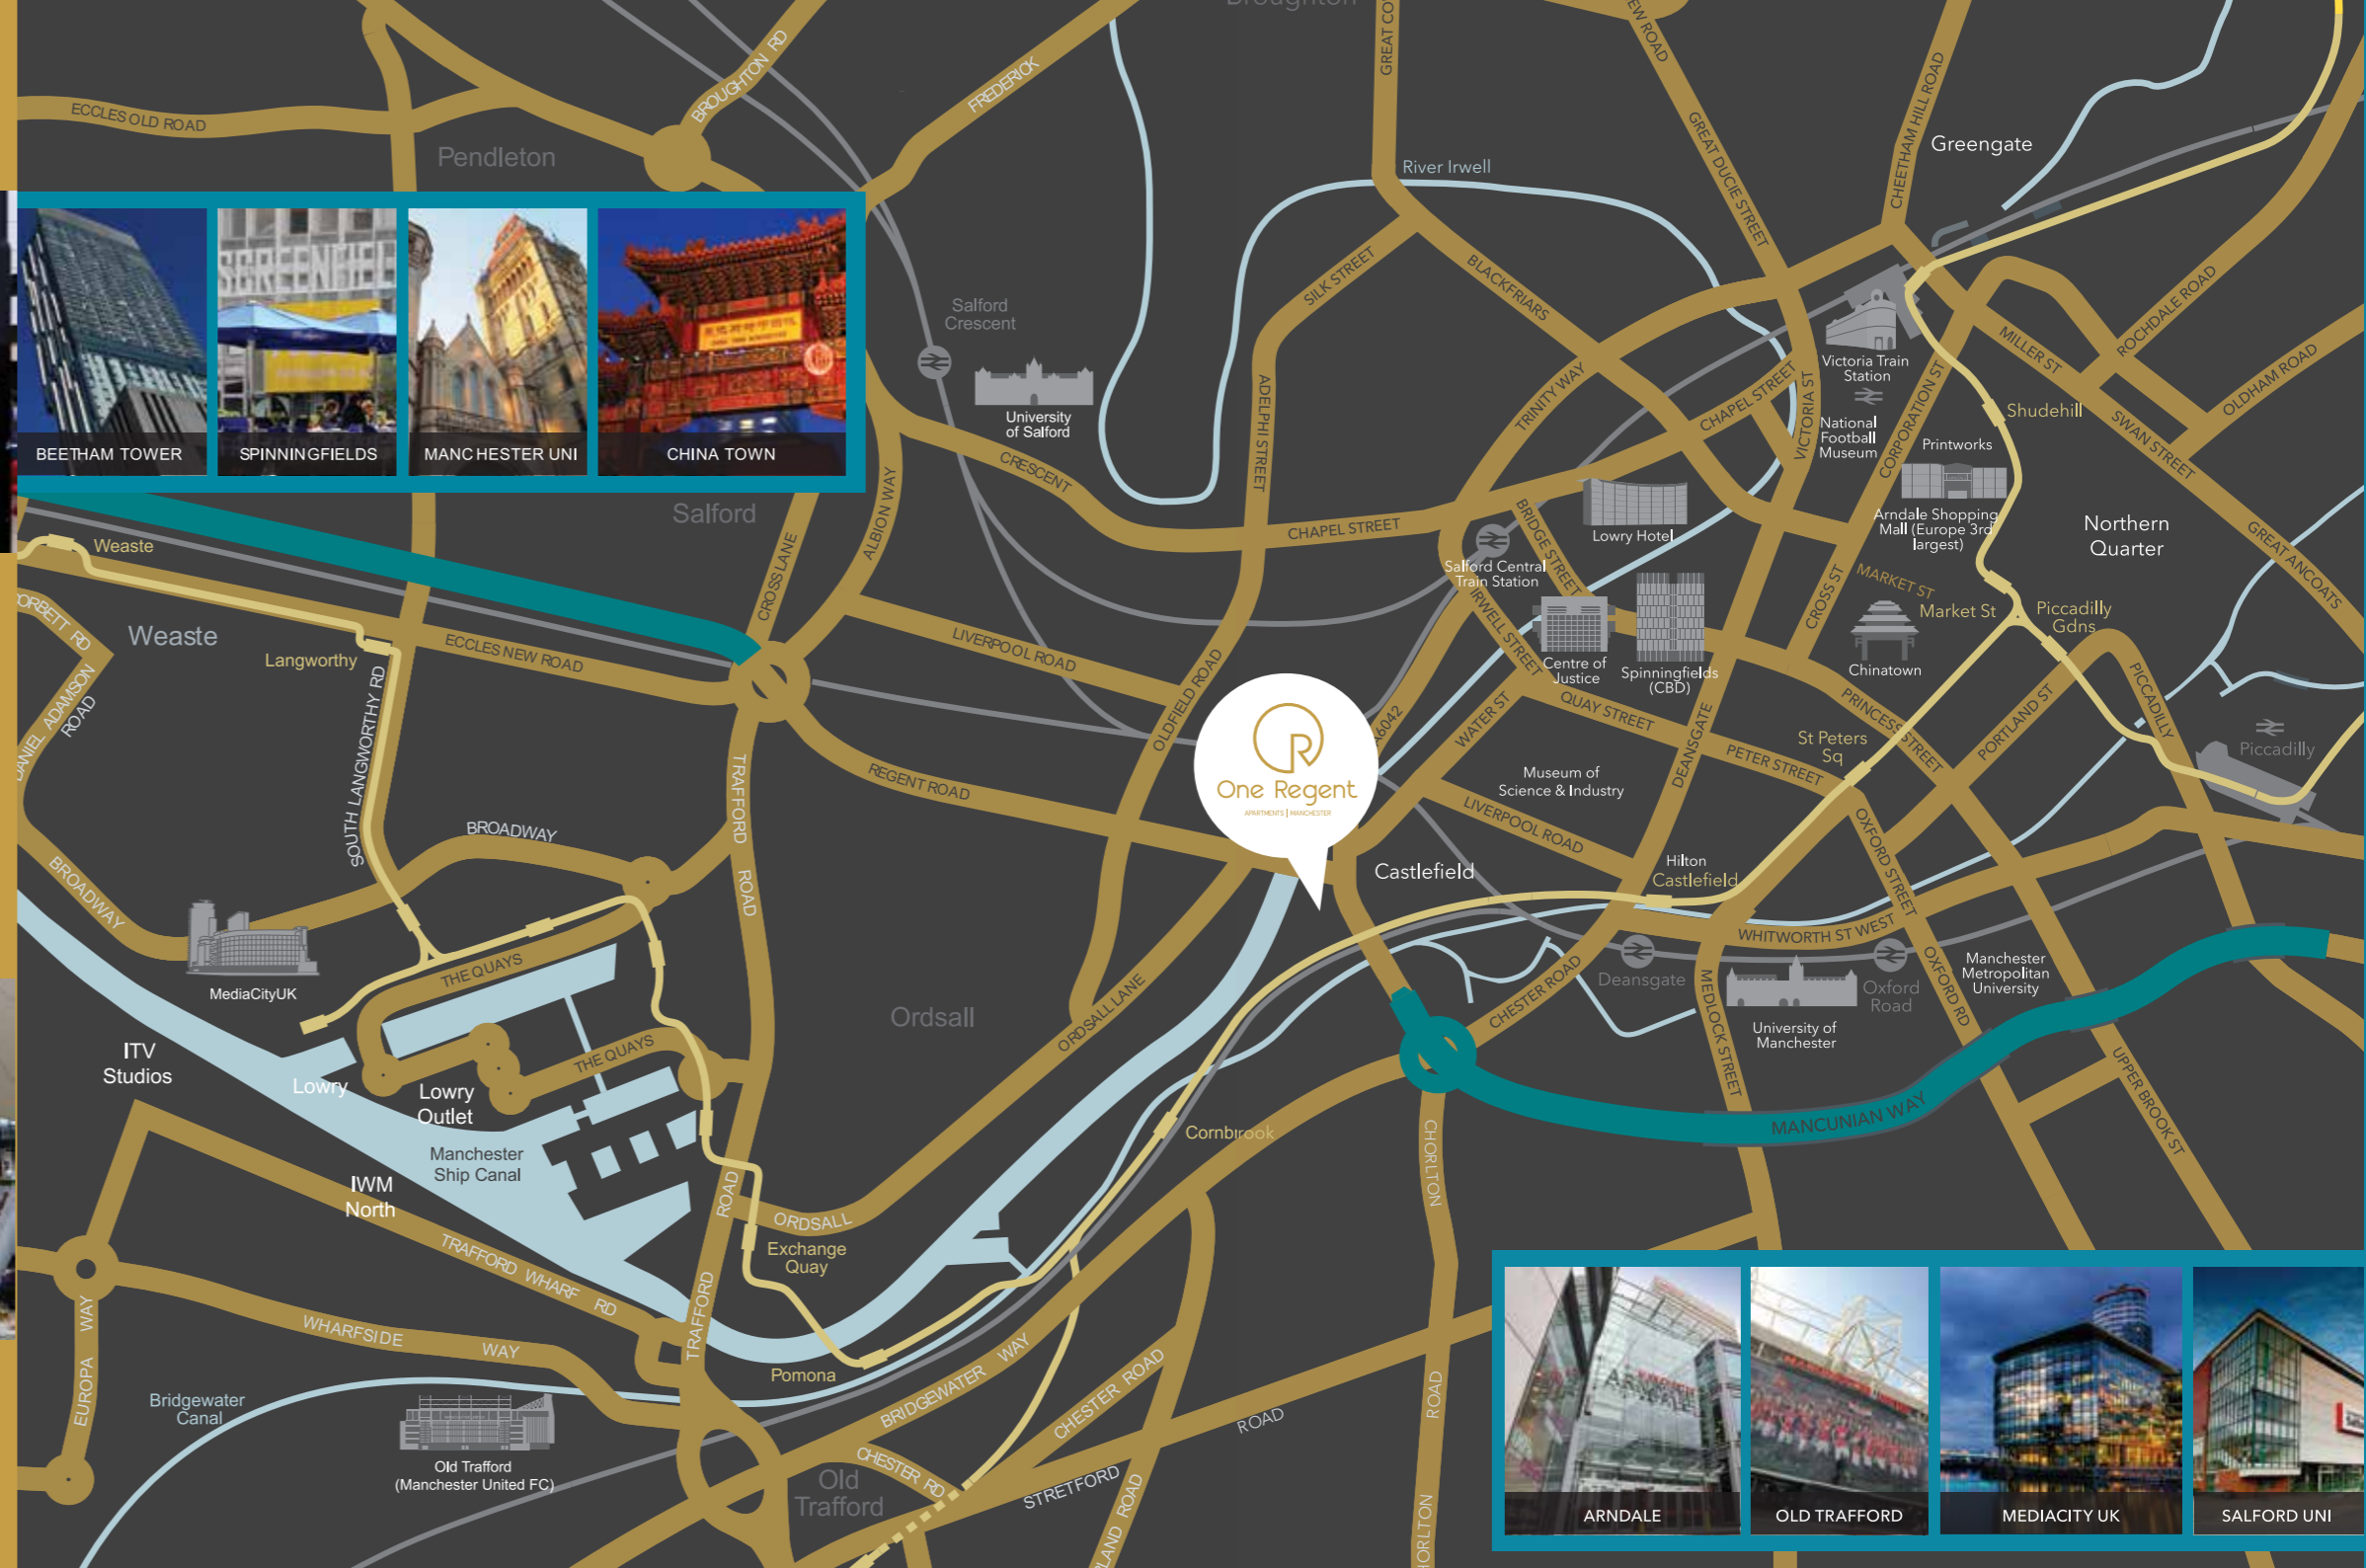 Broughton
BROUGHTON RD
FREDERICK
ECCLES OLD ROAD
Pendleton
GREAT DUCIE STREET
CHEETHAM HILL ROAD
Greengate
River Irwell
BEETHAM TOWER
SPINNINGFIELDS
MANCHESTER UNI
CHINA TOWN
Salford
Crescent
University
of Salford
SILK STREET
BLACKFRIARS
ADELPHI STREET
TRINITY WAY
CHAPEL STREET
VICTORIA ST
Victoria Train
Station
National
Football
Museum
CORPORATION ST
Printworks
Shudehill
MILLER ST
ROCHDALE ROAD
OLDHAM ROAD
SWAN STREET
GREAT ANCOATS
Arndale Shopping
Mall (Europe 3rd
largest)
Northern
Quarter
CRESCENT
CHAPEL STREET
ALBION WAY
CROSS LANE
Salford
BRIDGE STREET
Lowry Hotel
Salford Central
Train Station
IRWELL STREET
Centre of
Justice
Spinningfields
(CBD)
CROSS ST
MARKET ST
Market St
Piccadilly
Gdns
Chinatown
PICCADILLY
Piccadilly
PRINCESS STREET
PORTLAND ST
St Peters
Sq
QUAY STREET
PETER STREET
DEANSGATE
WATER ST
A6042
Museum of
Science & Industry
LIVERPOOL ROAD
Weaste
Weaste
Langworthy
ECCLES NEW ROAD
LIVERPOOL ROAD
OLDFIELD ROAD
REGENT ROAD
DANIEL ADAMSON
ROAD
SOUTH LANGWORTHY RD
One Regent
APARTMENTS | MANCHESTER
Castlefield
Hilton
Castlefield
OXFORD STREET
WHITWORTH ST WEST
OXFORD RD
Deansgate
Oxford
Road
Manchester
Metropolitan
University
University of
Manchester
MEDLOCK STREET
CHESTER ROAD
MANCUNIAN WAY
UPPER BROOK ST
BROADWAY
BROADWAY
TRAFFORD
ROAD
MediaCityUK
THE QUAYS
THE QUAYS
Ordsall
ORDSALL LANE
ITV
Studios
Lowry
Lowry
Outlet
Manchester
Ship Canal
IWM
North
Cornbrook
CHORLTON
ROAD
ROAD
ORDSALL
Exchange
Quay
TRAFFORD WHARF RD
TRAFFORD
WHARFSIDE WAY
EUROPA WAY
Pomona
Bridgewater
Canal
Old Trafford
(Manchester United FC)
BRIDGEWATER WAY
CHESTER ROAD
CHESTER RD
Old
Trafford
STRETFORD
ROAD
ARNDALE
OLD TRAFFORD
MEDIACITY UK
SALFORD UNI